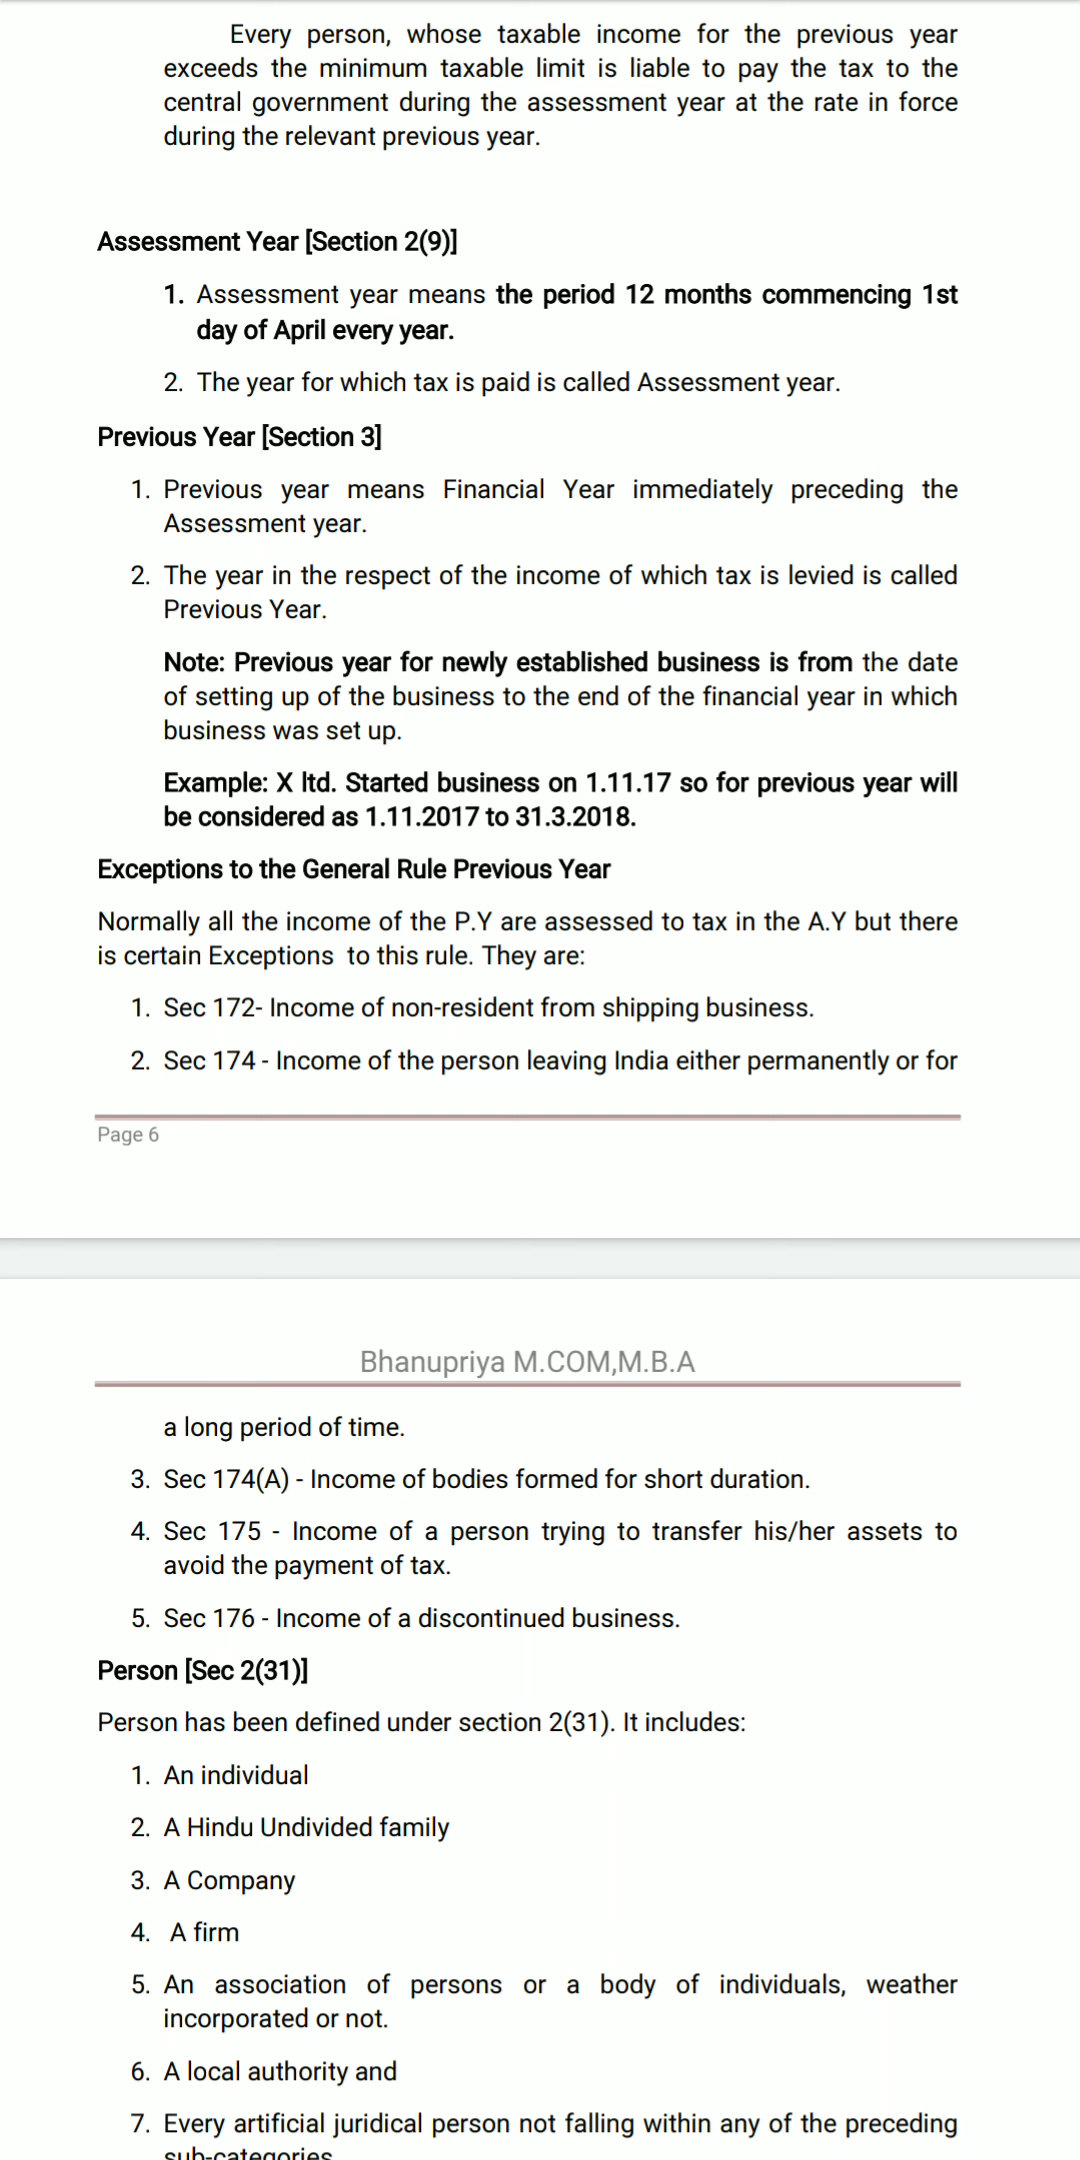 Every person, whose taxable income for the previous year
exceeds the minimum taxable limit is liable to pay the tax to the
central government during the assessment year at the rate in force
during the relevant previous year.
Assessment Year [Section 2(9)]
1. Assessment year means the period 12 months commencing 1st
day of April every year.
2. The year for which tax is paid is called Assessment year.
Previous Year [Section 3]
1. Previous year means Financial Year immediately preceding the
Assessment year.
2. The year in the respect of the income of which tax is levied is called
Previous Year.
Note: Previous year for newly established business is from the date
of setting up of the business to the end of the financial year in which
business was set up.
Example: X ltd. Started business on 1.11.17 so for previous year will
be considered as 1.11.2017 to 31.3.2018.
Exceptions to the General Rule Previous Year
Normally all the income of the P.Y are assessed to tax in the A.Y but there
is certain Exceptions to this rule. They are:
1. Sec 172- Income of non-resident from shipping business.
2. Sec 174 - Income of the person leaving India either permanently or for
Page 6
Bhanupriya M.COM,M.B.A
a long period of time.
3. Sec 174(A) - Income of bodies formed for short duration.
4. Sec 175 - Income of a person trying to transfer his/her assets to
avoid the payment of tax.
5. Sec 176 - Income of a discontinued business.
Person [Sec 2(31)]
Person has been defined under section 2(31). It includes:
1. An individual
2. A Hindu Undivided family
3. A Company
4. A firm
5. An association of persons or a body of individuals, weather
incorporated or not.
6. A local authority and
7. Every artificial juridical person not falling within any of the preceding
sub-categories